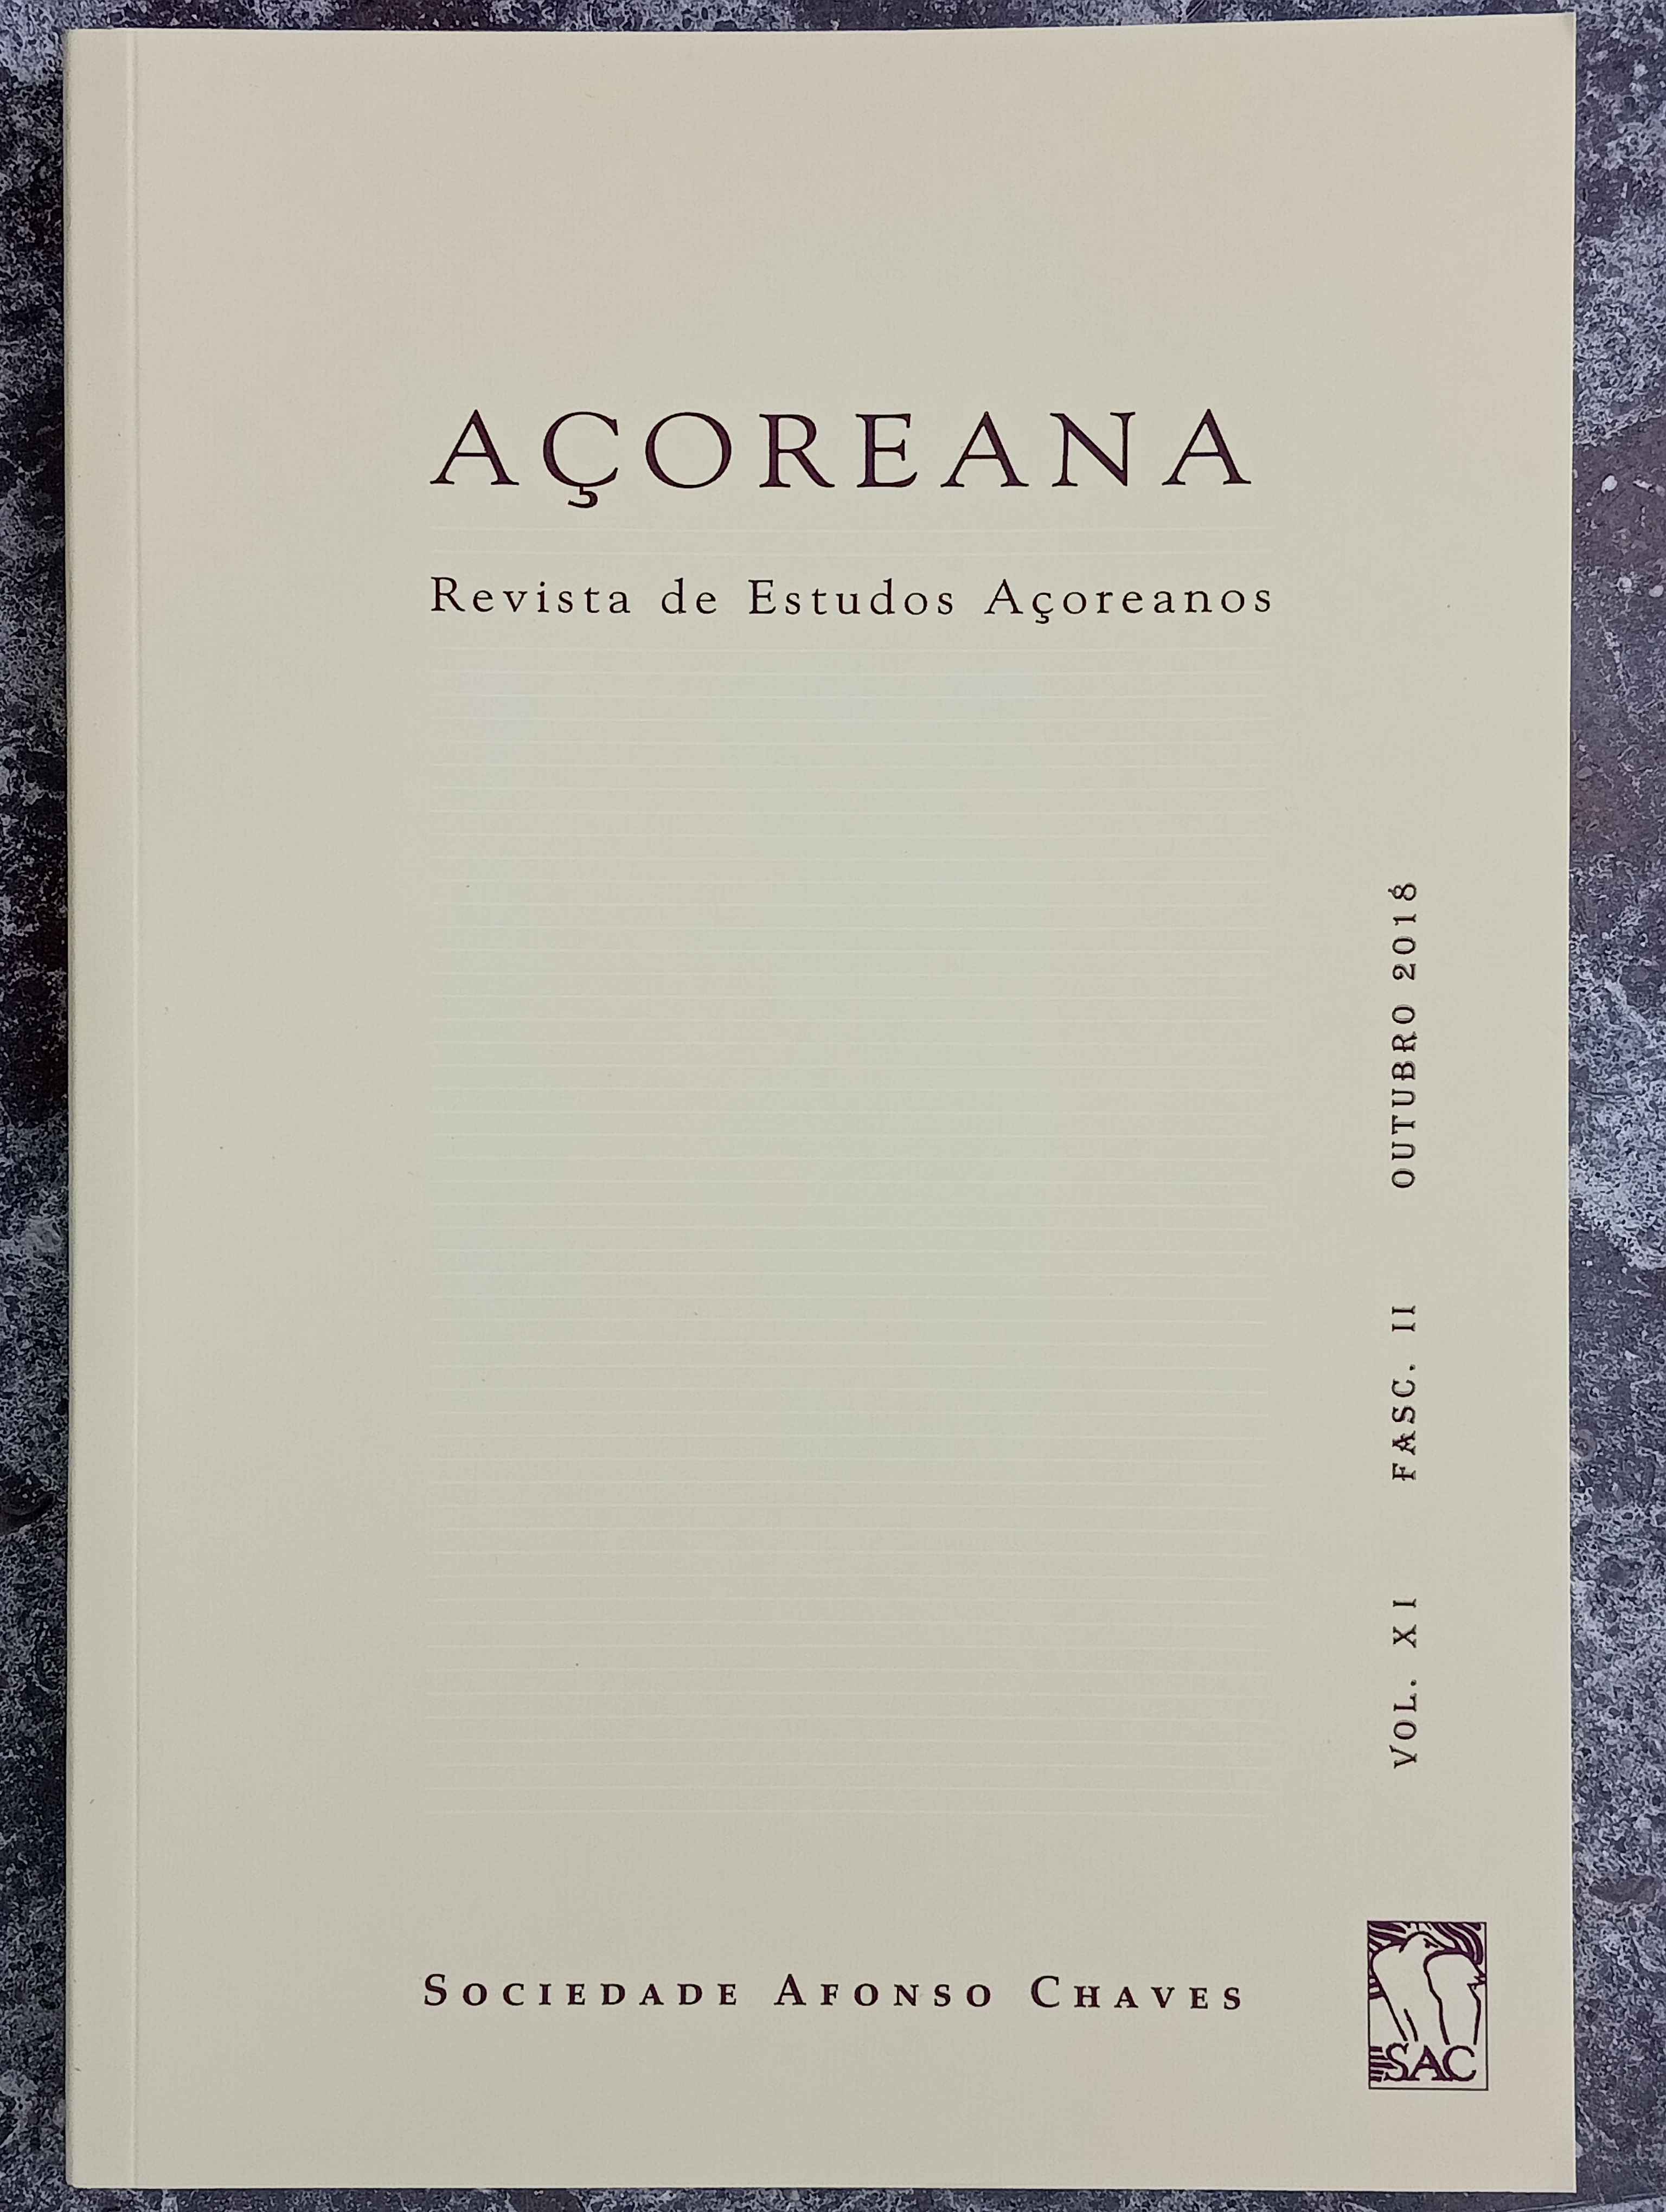 AÇOREANA
Revista de Estudos Açoreanos
VOL. XI FASC. II OUTUBRO 2018
SOCIEDADE AFONSO CHAVES
SAC